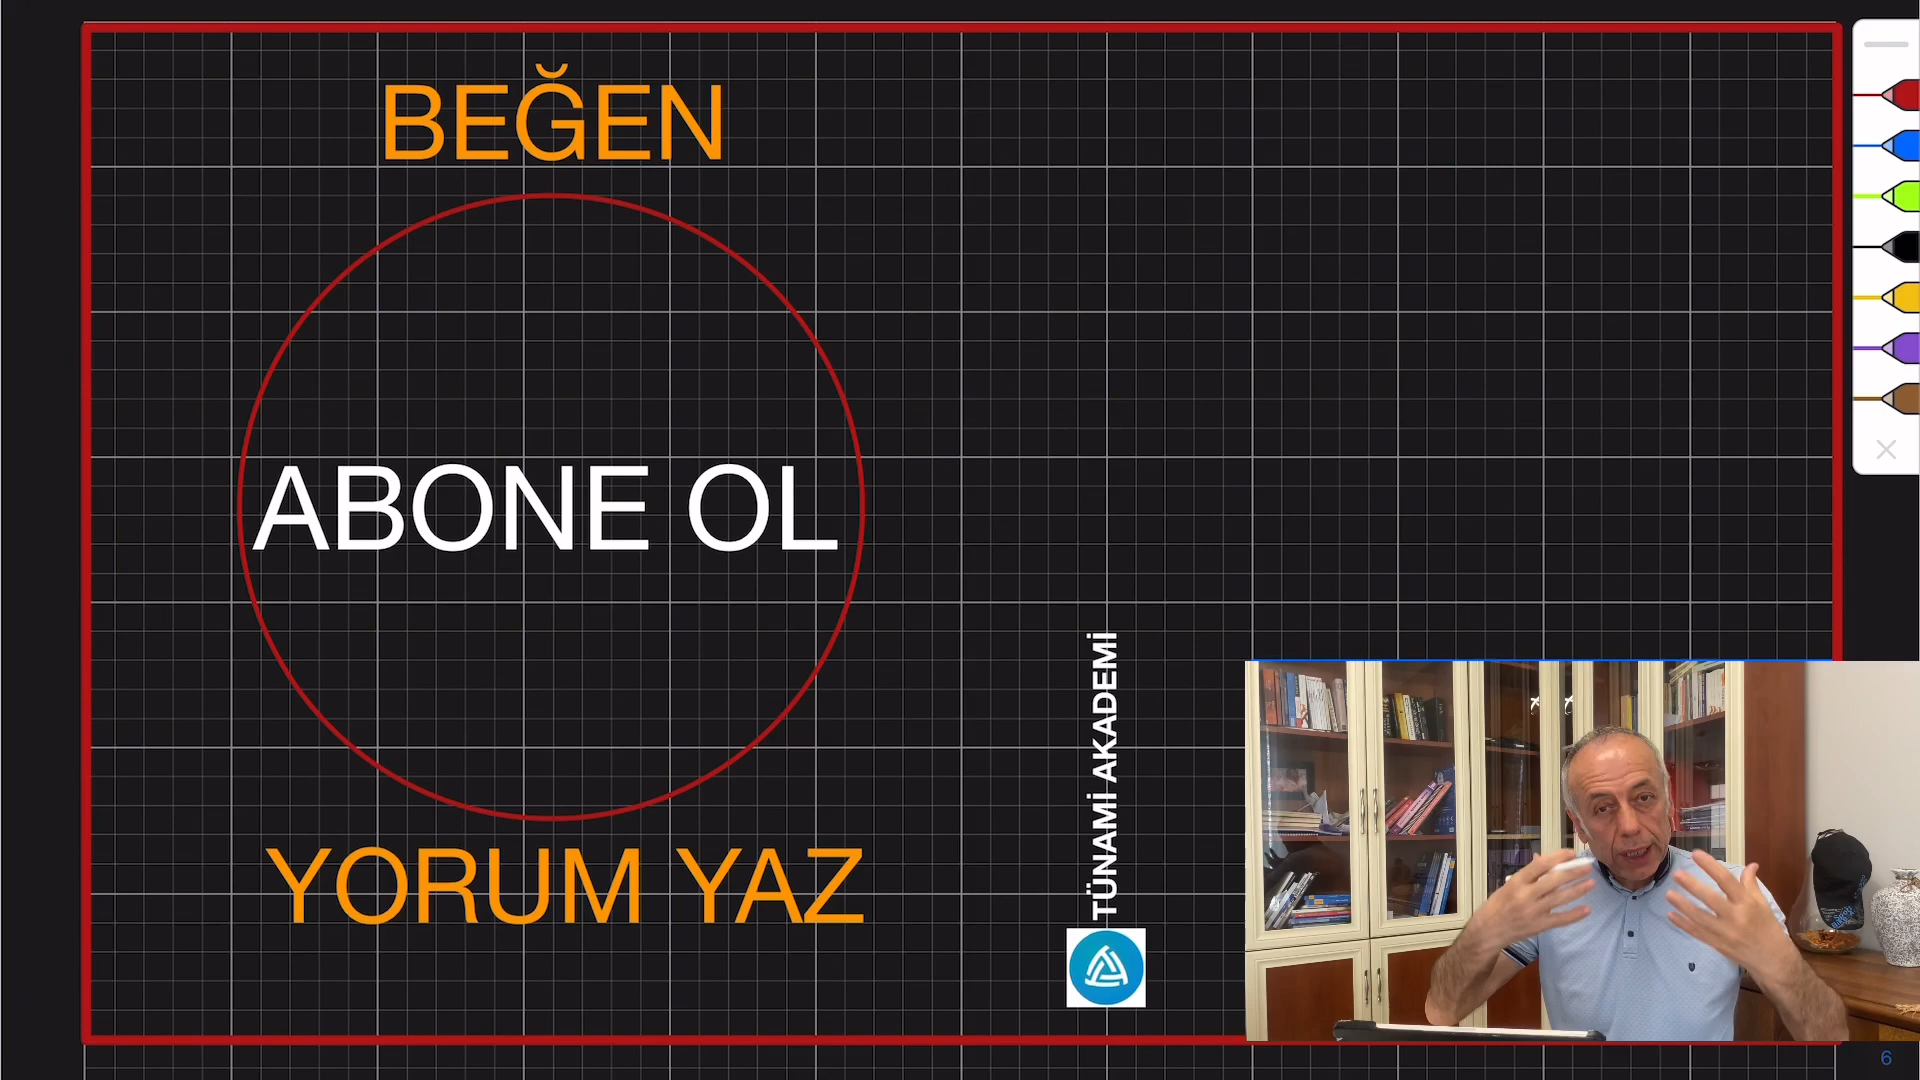 BEĞEN
ABONE OL
YORUM YAZ
TÜNAMİ AKADEMİ
6